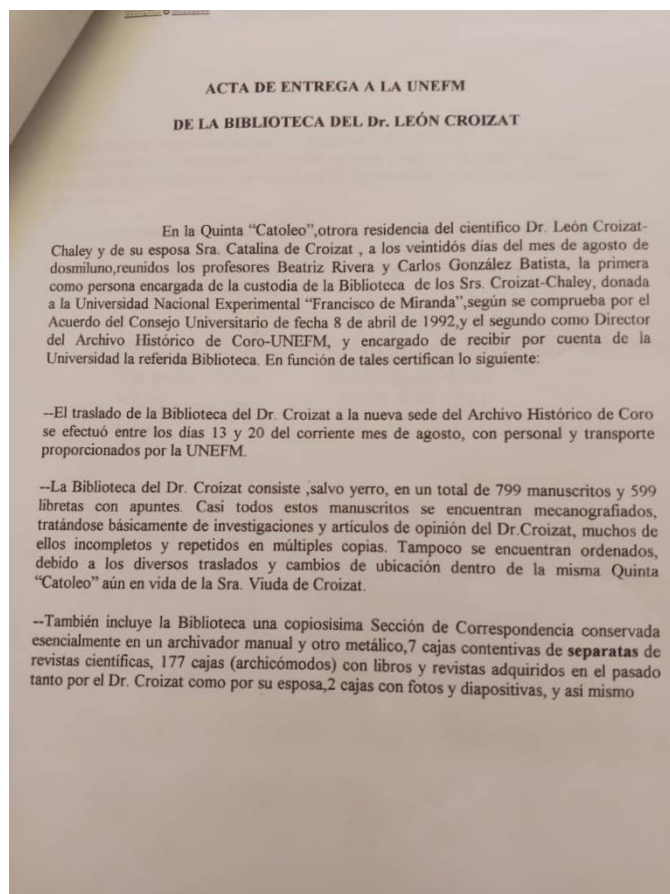 ACTA DE ENTREGA A LA UNEFM
DE LA BIBLIOTECA DEL Dr. LEÓN CROIZAT
En la Quinta “Catoleo”,otrora residencia del científico Dr. León Croizat-
Chaley y de su esposa Sra. Catalina de Croizat , a los veintidós días del mes de agosto de
dosmiluno,reunidos los profesores Beatriz Rivera y Carlos González Batista, la primera
como persona encargada de la custodia de la Biblioteca de los Srs. Croizat-Chaley, donada
a la Universidad Nacional Experimental “Francisco de Miranda”,según se comprueba por el
Acuerdo del Consejo Universitario de fecha 8 de abril de 1992,y el segundo como Director
del Archivo Histórico de Coro-UNEFM, y encargado de recibir por cuenta de la
Universidad la referida Biblioteca. En función de tales certifican lo siguiente:
--El traslado de la Biblioteca del Dr. Croizat a la nueva sede del Archivo Histórico de Coro
se efectuó entre los días 13 y 20 del corriente mes de agosto, con personal y transporte
proporcionados por la UNEFM.
--La Biblioteca del Dr. Croizat consiste ,salvo yerro, en un total de 799 manuscritos y 599
libretas con apuntes. Casi todos estos manuscritos se encuentran mecanografiados,
tratándose básicamente de investigaciones y artículos de opinión del Dr.Croizat, muchos de
ellos incompletos y repetidos en múltiples copias. Tampoco se encuentran ordenados,
debido a los diversos traslados y cambios de ubicación dentro de la misma Quinta
“Catoleo” aún en vida de la Sra. Viuda de Croizat.
--También incluye la Biblioteca una copiosisima Sección de Correspondencia conservada
esencialmente en un archivador manual y otro metálico,7 cajas contentivas de separatas de
revistas científicas, 177 cajas (archicómodos) con libros y revistas adquiridos en el pasado
tanto por el Dr. Croizat como por su esposa,2 cajas con fotos y diapositivas, y así mismo